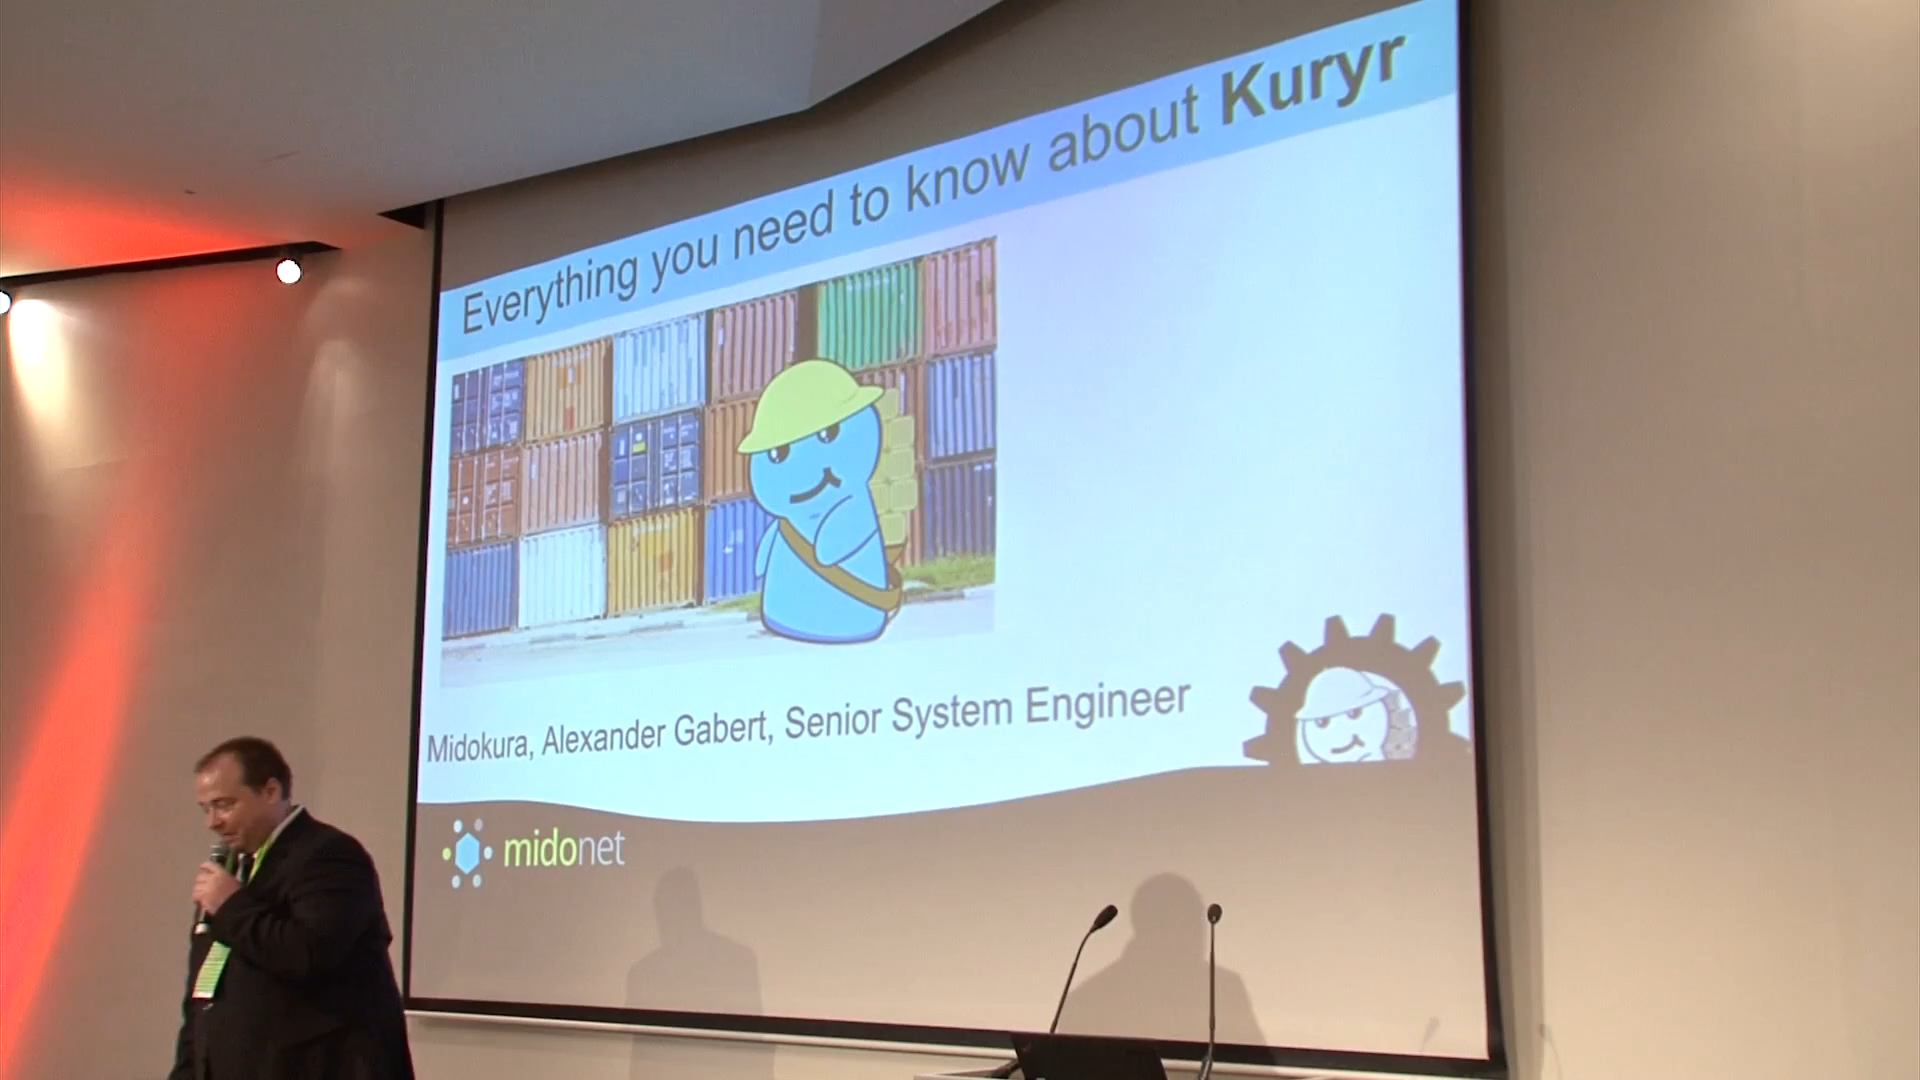 Everything you need to know about Kuryr
Midokura, Alexander Gabert, Senior System Engineer
midonet